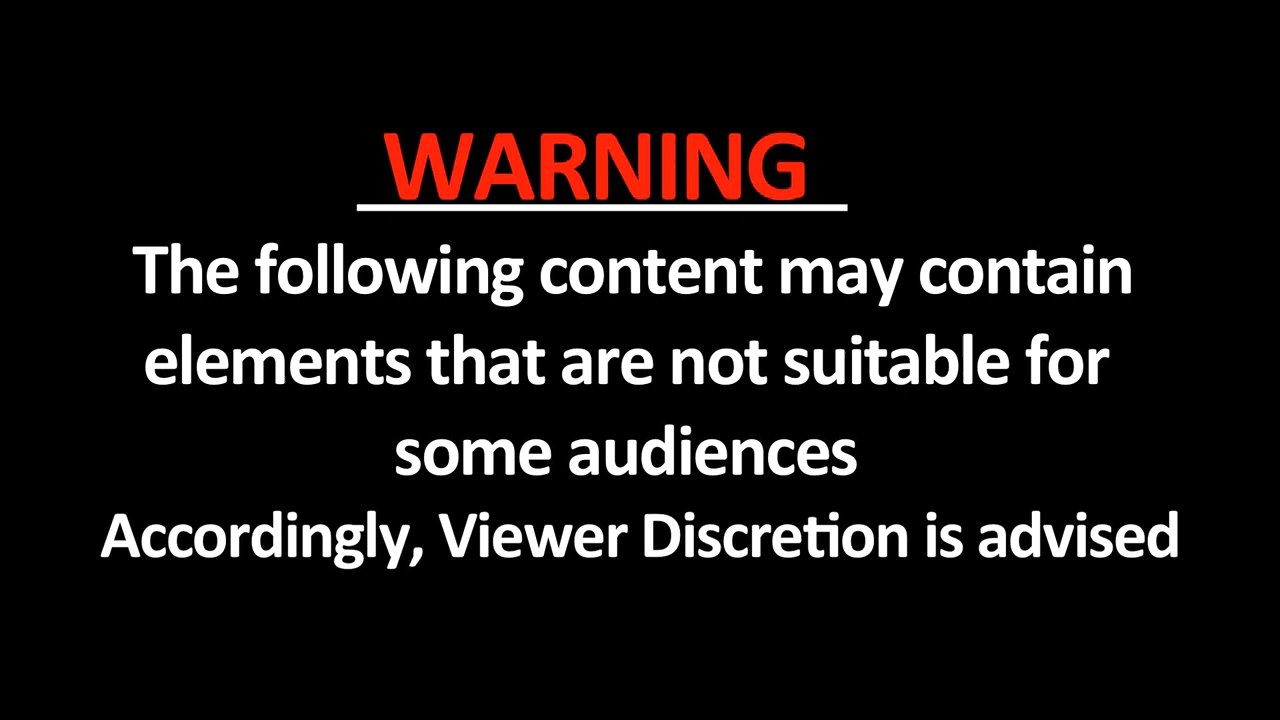 WARNING
The following content may contain
elements that are not suitable for
some audiences
Accordingly, Viewer Discretion is advised